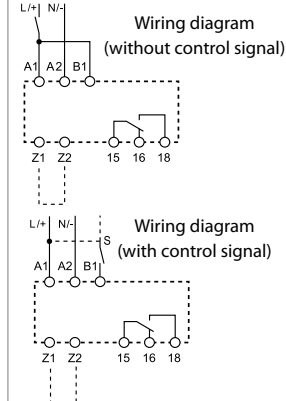 L/+ N/-
Wiring diagram
(without control signal)
A1 A2 B1
Z1 Z2 15 16 18
L/+ N/-
Wiring diagram
S
(with control signal)
A1 A2 B1
Z1 Z2 15 16 18